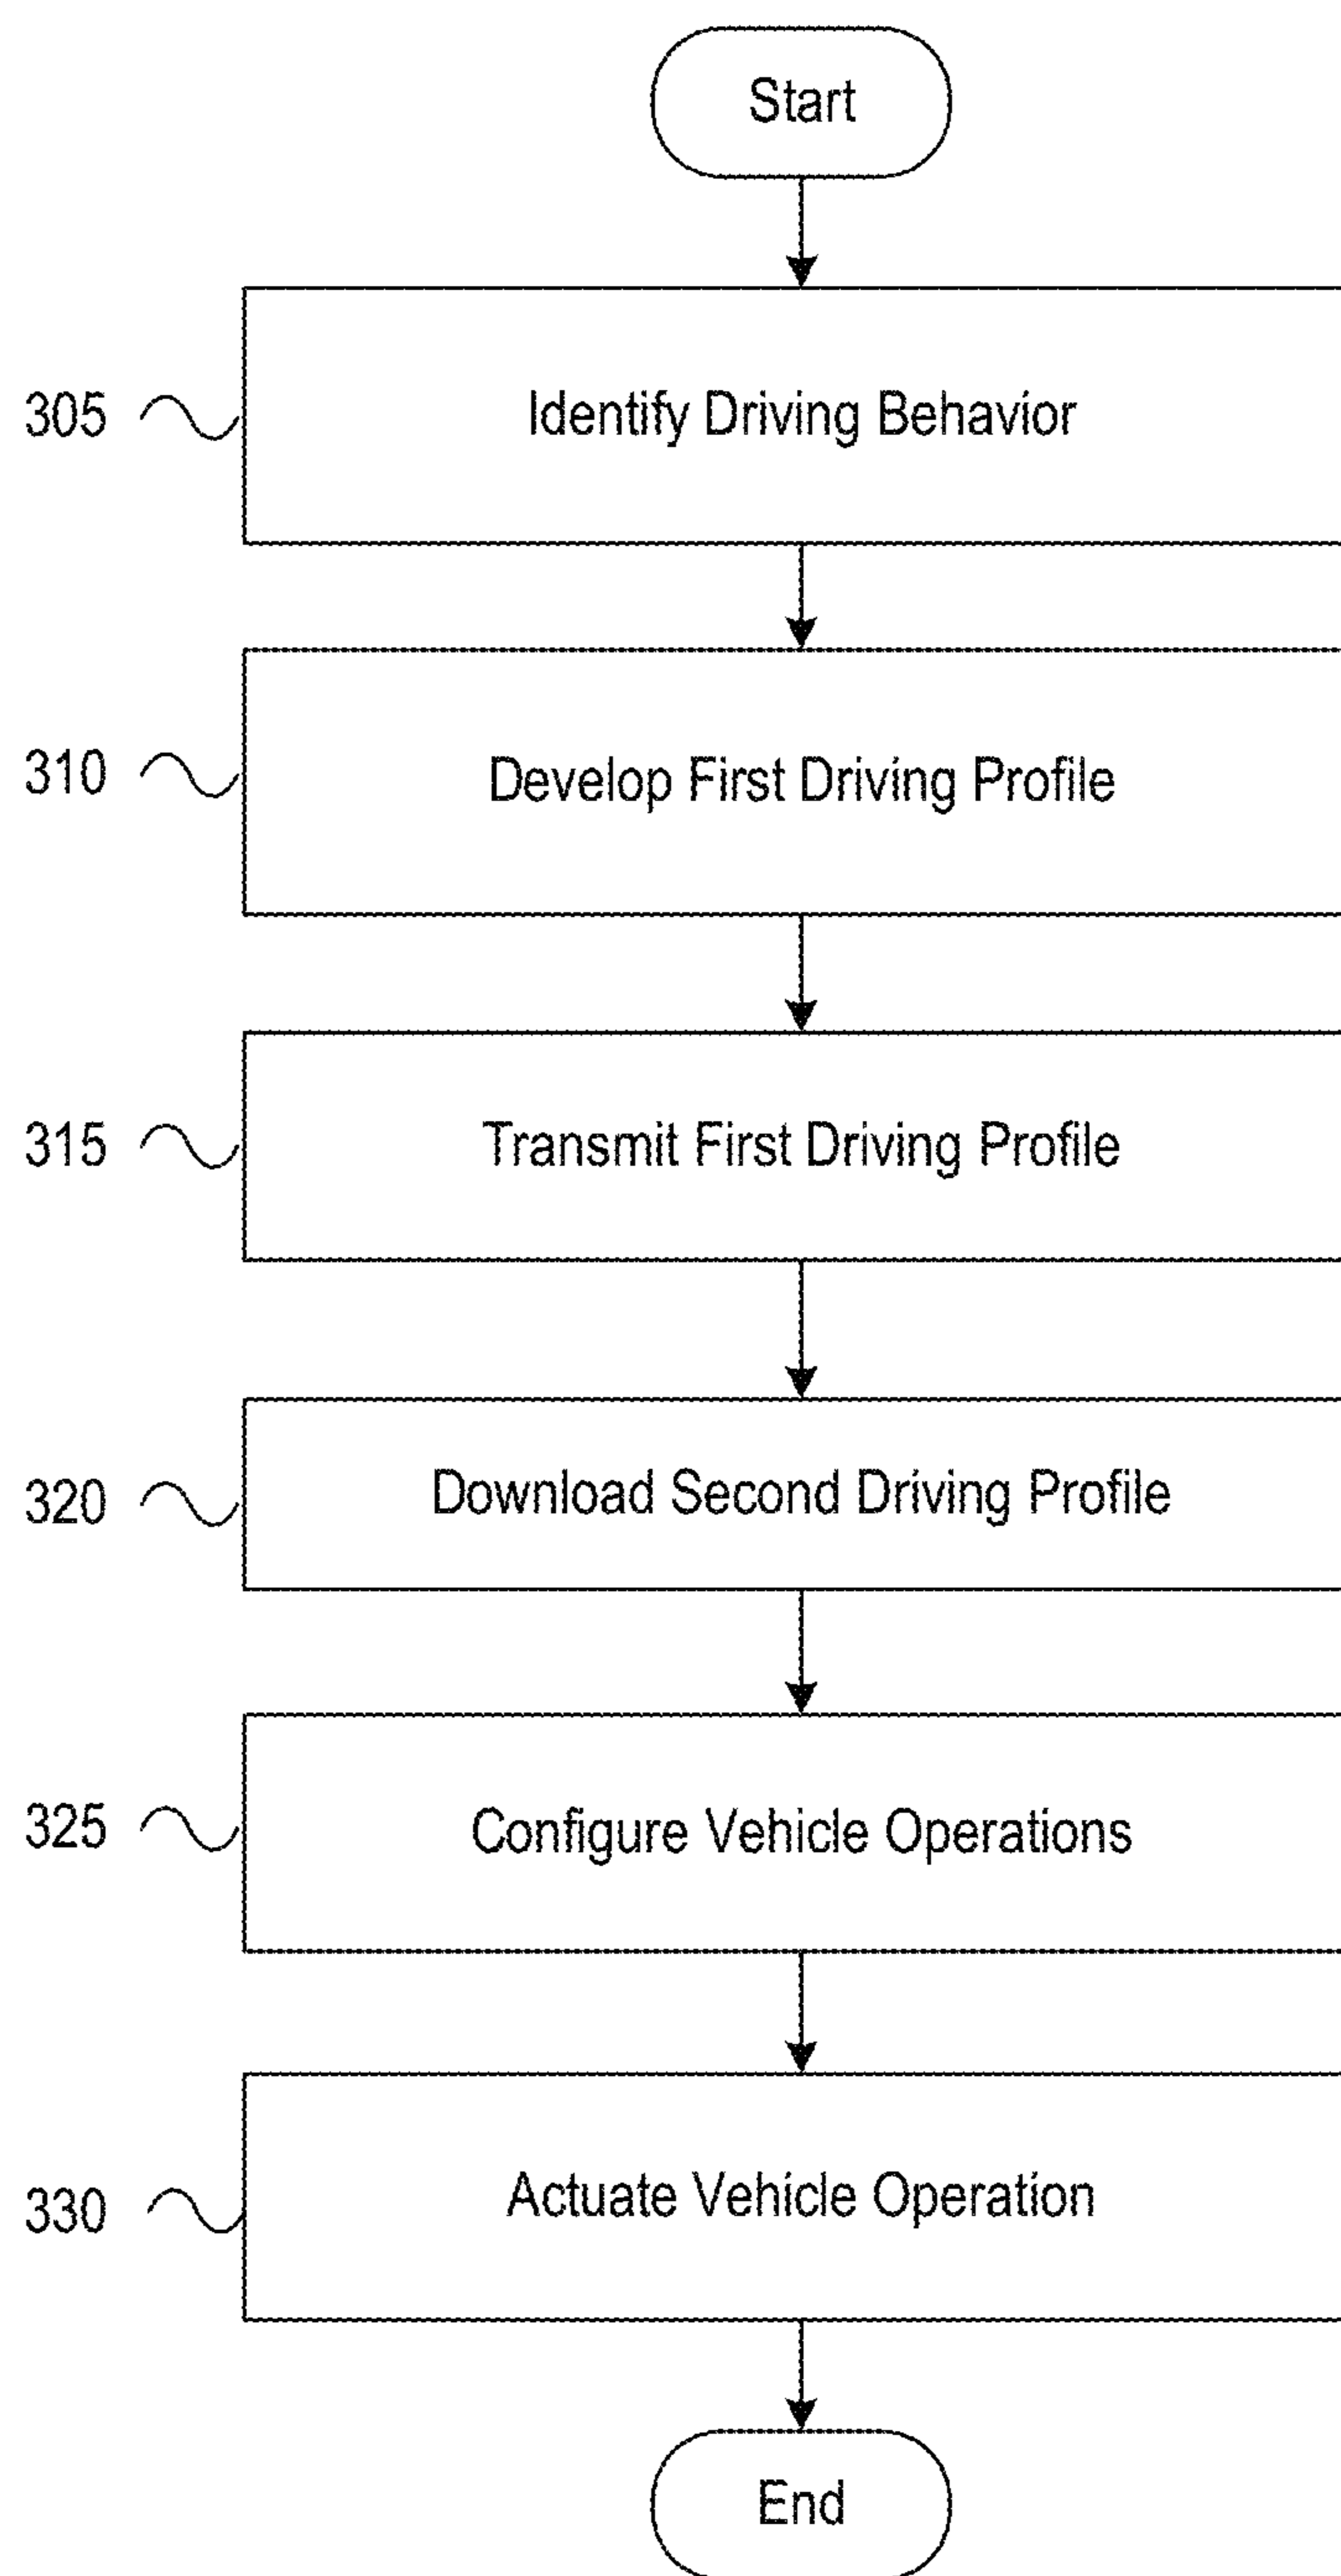 Start
305 Identify Driving Behavior
310 Develop First Driving Profile
315 Transmit First Driving Profile
320 Download Second Driving Profile
325 Configure Vehicle Operations
330 Actuate Vehicle Operation
End